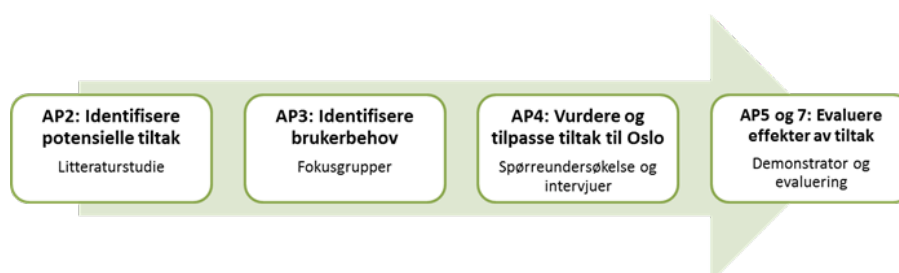 AP2: Identifisere
potensielle tiltak
Litteraturstudie
AP3: Identifisere
brukerbehov
Fokusgrupper
AP4: Vurdere og
tilpasse tiltak til Oslo
Spørreundersøkelse og
intervjuer
AP5 og 7: Evaluere
effekter av tiltak
Demonstrator og
evaluering